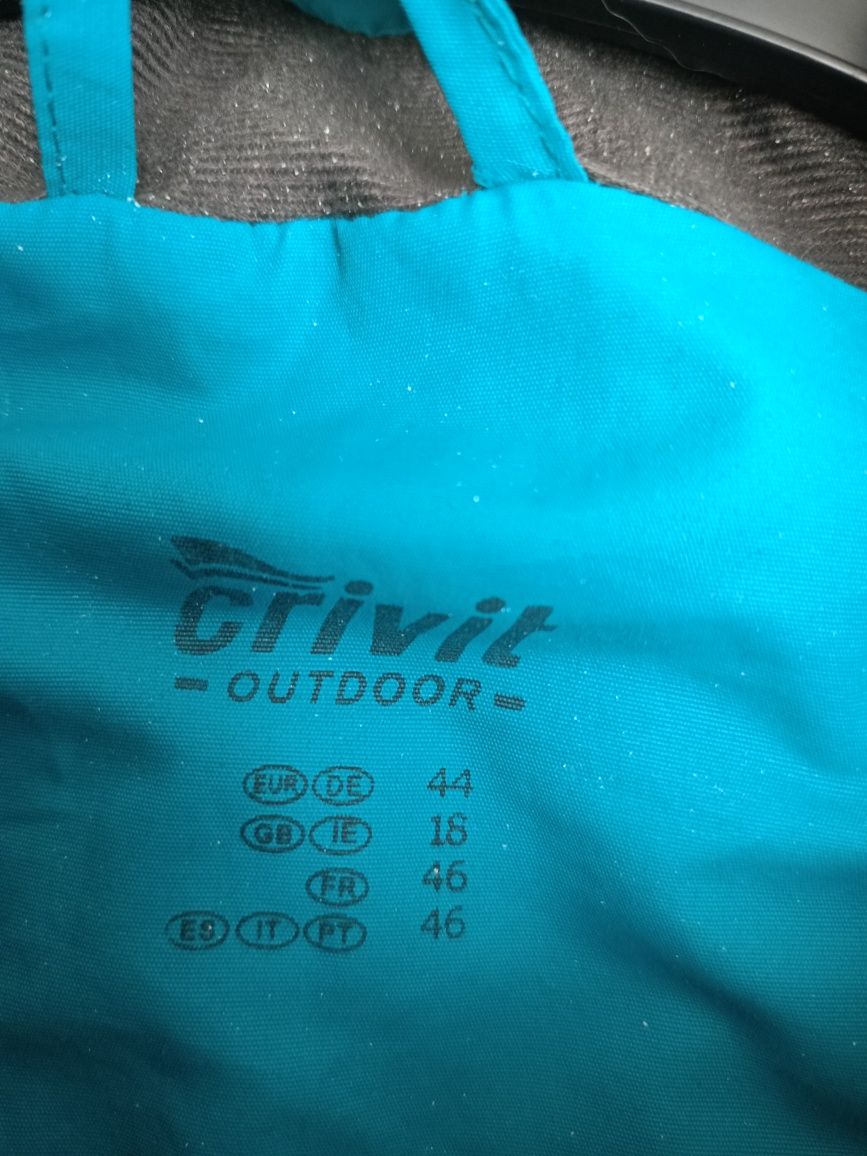 crivit
- OUTDOOR -
EUR DE 44
GB IE 18
FR 46
ES IT PT 46